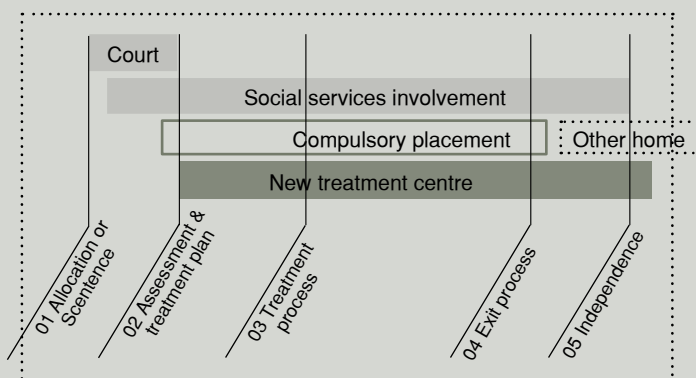 Court
Social services involvement
Compulsory placement
Other home
New treatment centre
01 Allocation or
Scentence
02 Assessment &
treatment plan
03 Treatment
process
04 Exit process
05 Independence